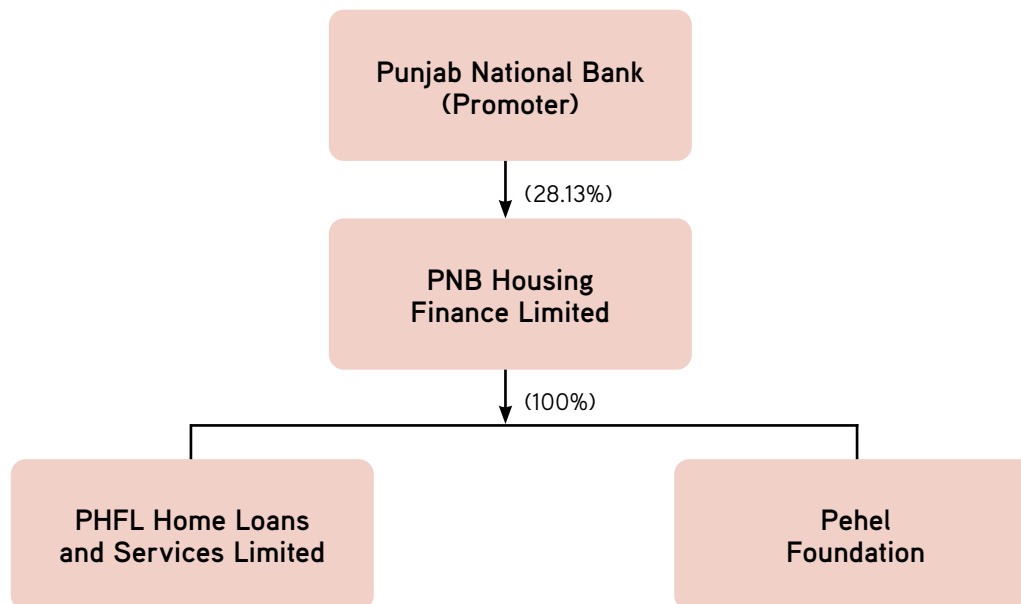 Punjab National Bank
(Promoter)
(28.13%)
PNB Housing
Finance Limited
(100%)
PHFL Home Loans
and Services Limited
Pehel
Foundation